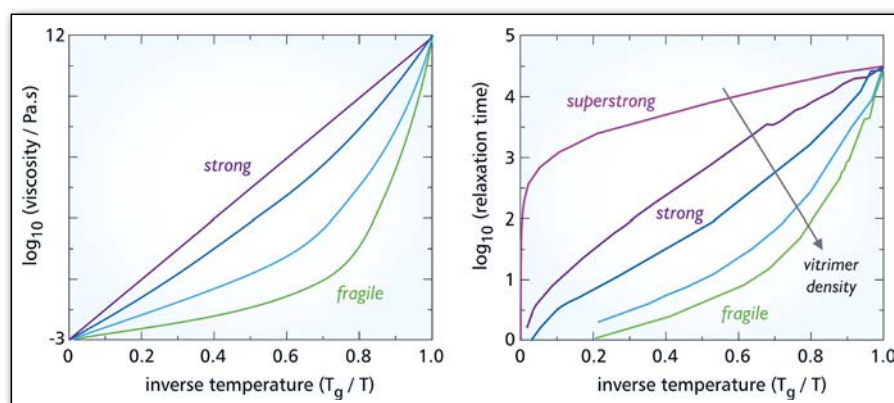 12
log10 (viscosity / Pa.s)
-3
strong
fragile
0 0.2 0.4 0.6 0.8 1.0
inverse temperature (Tg / T)
5
4
3
2
1
0
log10 (relaxation time)
superstrong
strong
vitrimer
density
fragile
0 0.2 0.4 0.6 0.8 1.0
inverse temperature (Tg / T)